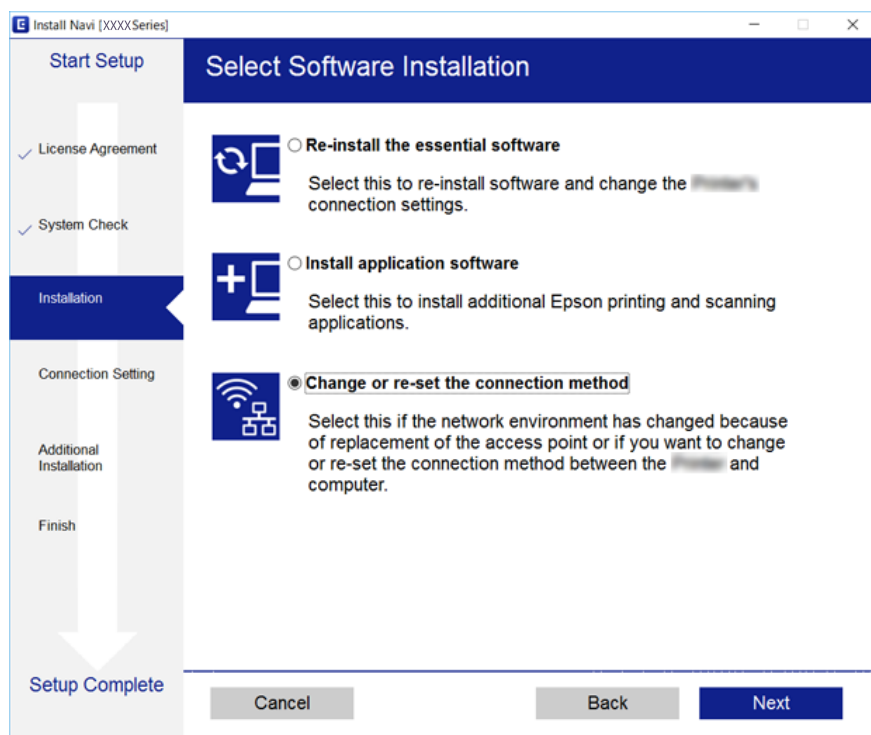 E Install Navi [XXXX Series]
Start Setup
License Agreement
System Check
Installation
Connection Setting
Additional
Installation
Finish
Setup Complete
Select Software Installation
Re-install the essential software
Select this to re-install software and change the
connection settings.
Install application software
Select this to install additional Epson printing and scanning
applications.
Change or re-set the connection method
Select this if the network environment has changed because
of replacement of the access point or if you want to change
or re-set the connection method between the and
computer.
Cancel
Back
Next